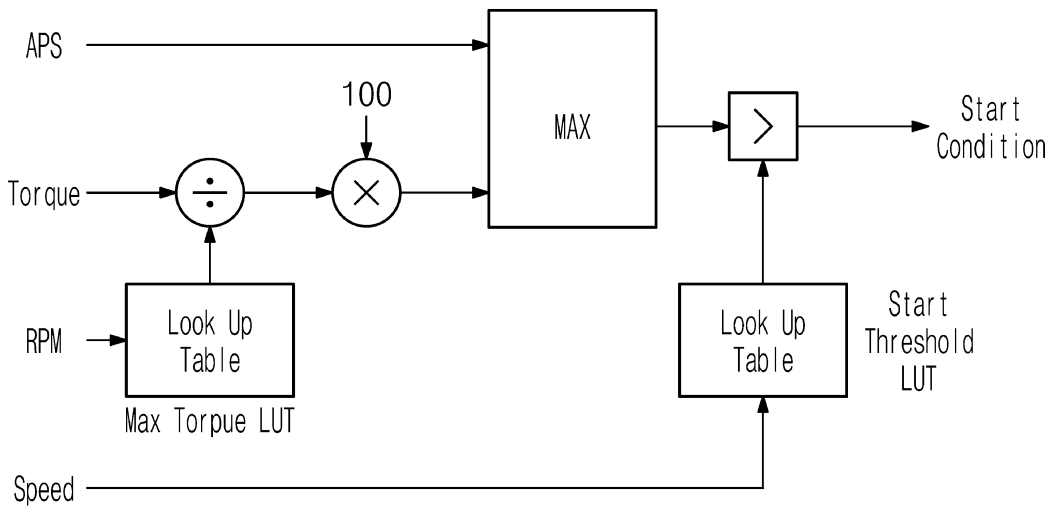 APS
100
MAX
>
Start
Condition
Torque
÷
×
RPM
Look Up
Table
Max Torpue LUT
Look Up
Table
Start
Threshold
LUT
Speed